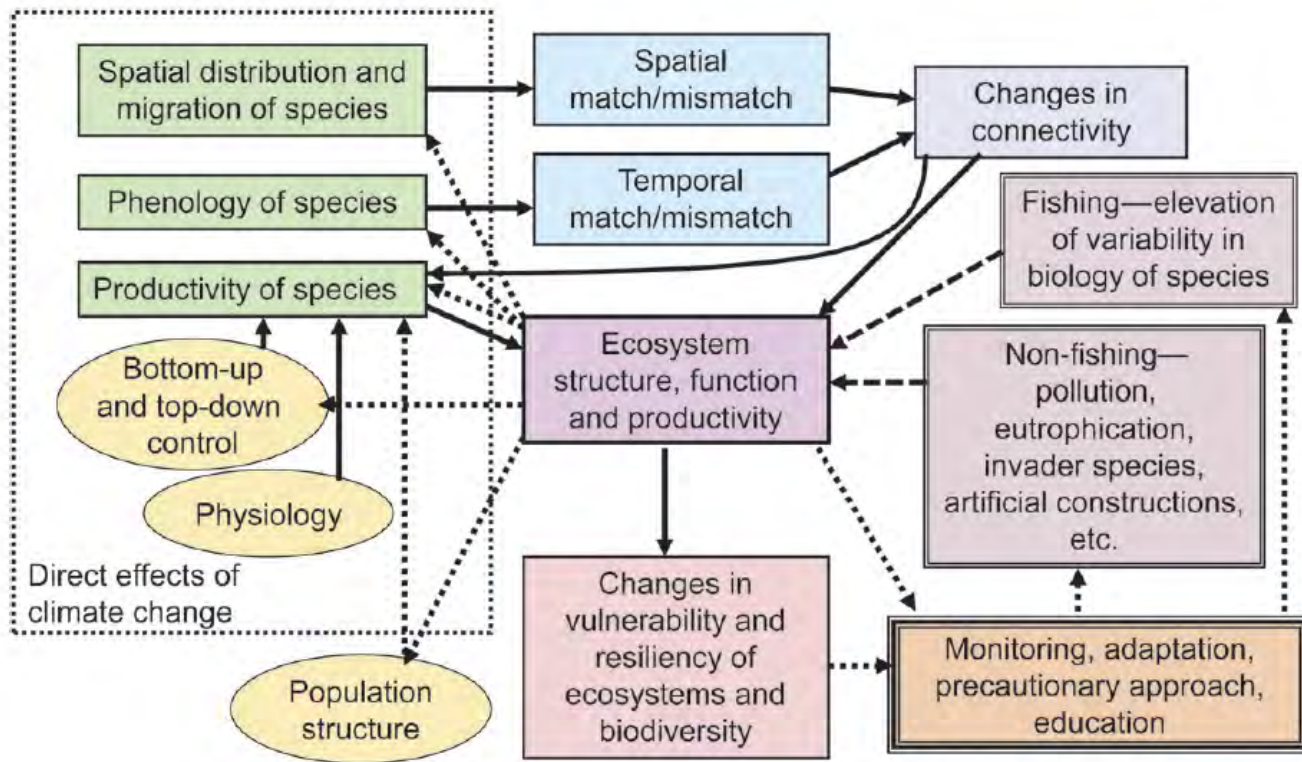 Spatial distribution and
migration of species
Spatial
match/mismatch
Changes in
connectivity
Phenology of species
Temporal
match/mismatch
Fishing—elevation
of variability in
biology of species
Productivity of species
Bottom-up
and top-down
control
Ecosystem
structure, function
and productivity
Non-fishing—
pollution,
eutrophication,
invader species,
artificial constructions,
etc.
Physiology
Direct effects of
climate change
Changes in
vulnerability and
resiliency of
ecosystems and
biodiversity
Monitoring, adaptation,
precautionary approach,
education
Population
structure